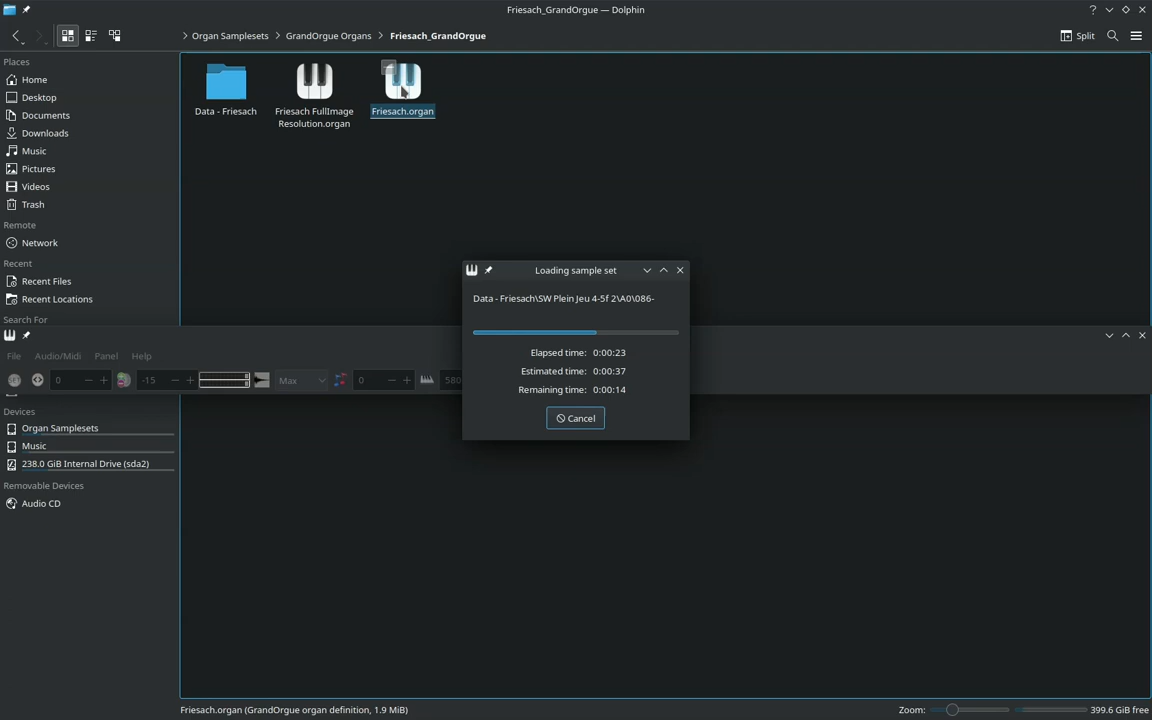 Friesach_GrandOrgue — Dolphin
Organ Samplesets
GrandOrgue Organs
Friesach_GrandOrgue
Split
Places
Home
Desktop
Documents
Downloads
Music
Pictures
Videos
Trash
Remote
Network
Recent
Recent Files
Recent Locations
Search For
Data - Friesach
Friesach FullImage
Resolution.organ
Friesach.organ
Loading sample set
Data - Friesach\SW Plein Jeu 4-5f 2\A0\086-
Elapsed time: 0:00:23
Estimated time: 0:00:37
Remaining time: 0:00:14
Cancel
File
Audio/Midi
Panel
Help
0
-15
Max
0
580
Devices
Organ Samplesets
Music
238.0 GiB Internal Drive (sda2)
Removable Devices
Audio CD
Friesach.organ (GrandOrgue organ definition, 1.9 MiB)
Zoom:
399.6 GiB free